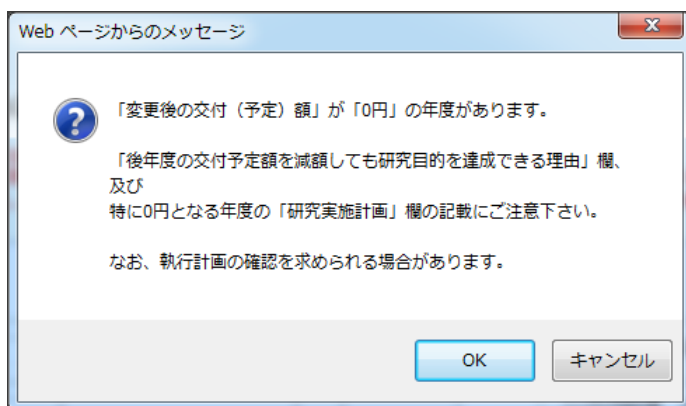 Web ページからのメッセージ
「変更後の交付（予定）額」が「0円」の年度があります。
「後年度の交付予定額を減額しても研究目的を達成できる理由」欄、
及び
特に0円となる年度の「研究実施計画」欄の記載にご注意下さい。
なお、執行計画の確認を求められる場合があります。
OK
キャンセル